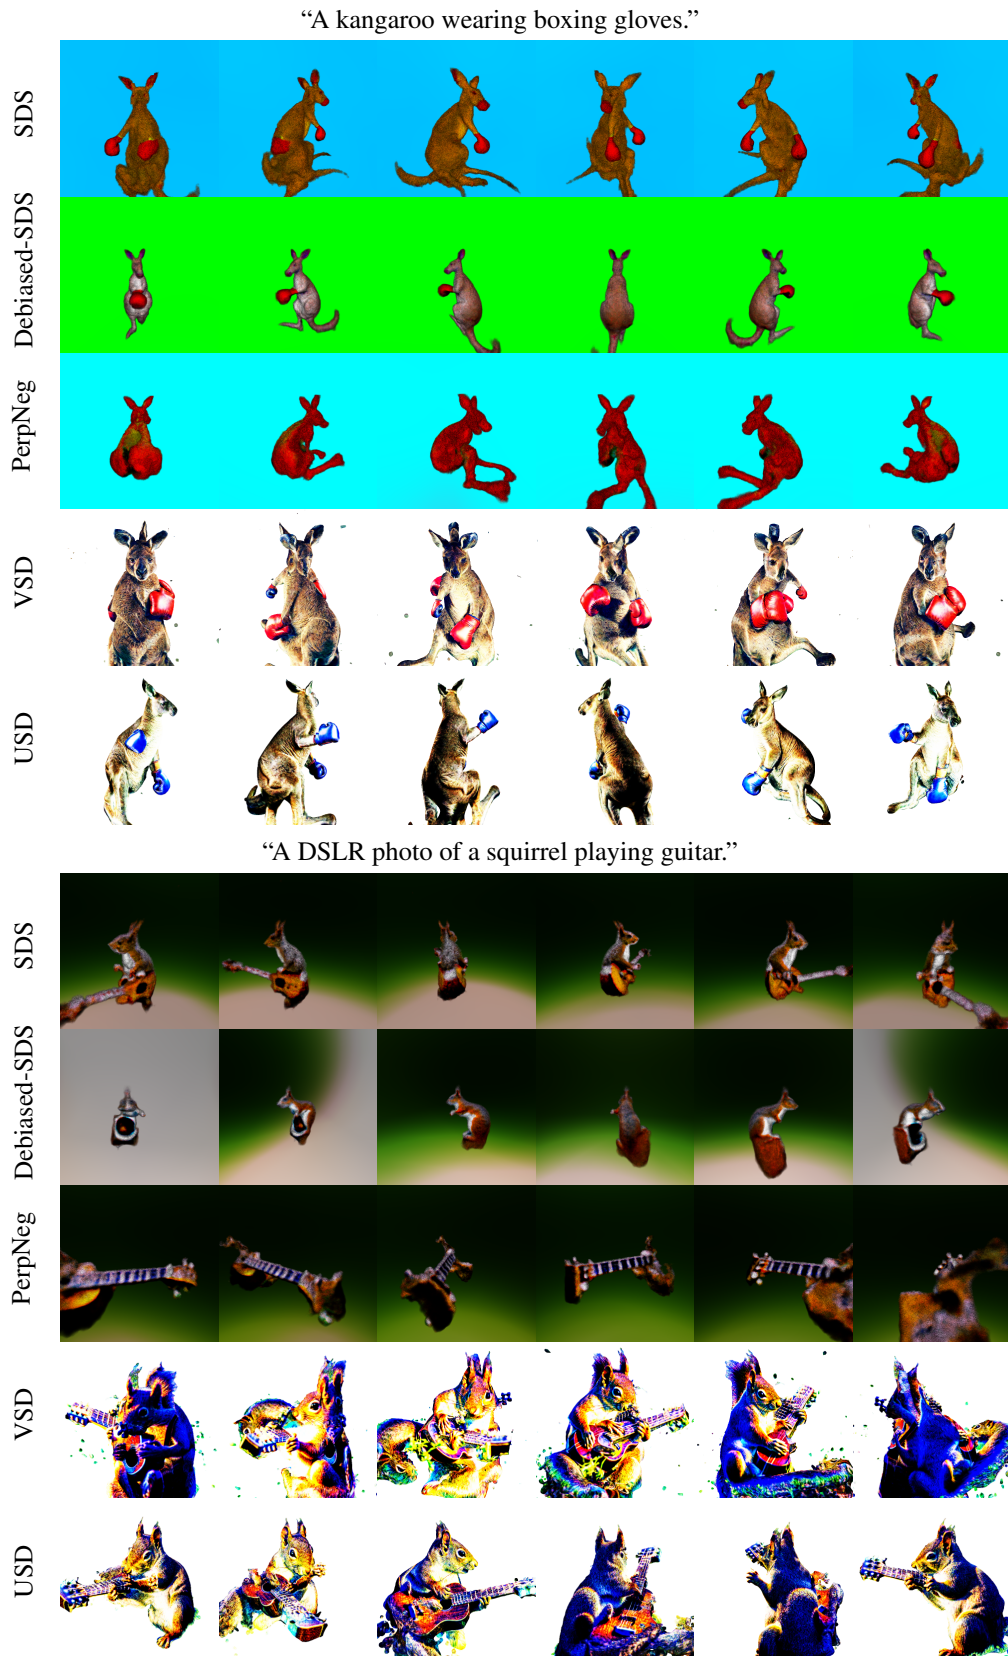 “A kangaroo wearing boxing gloves.”
SDS
Debiased-SDS
PerpNeg
VSD
USD
“A DSLR photo of a squirrel playing guitar.”
SDS
Debiased-SDS
PerpNeg
VSD
USD